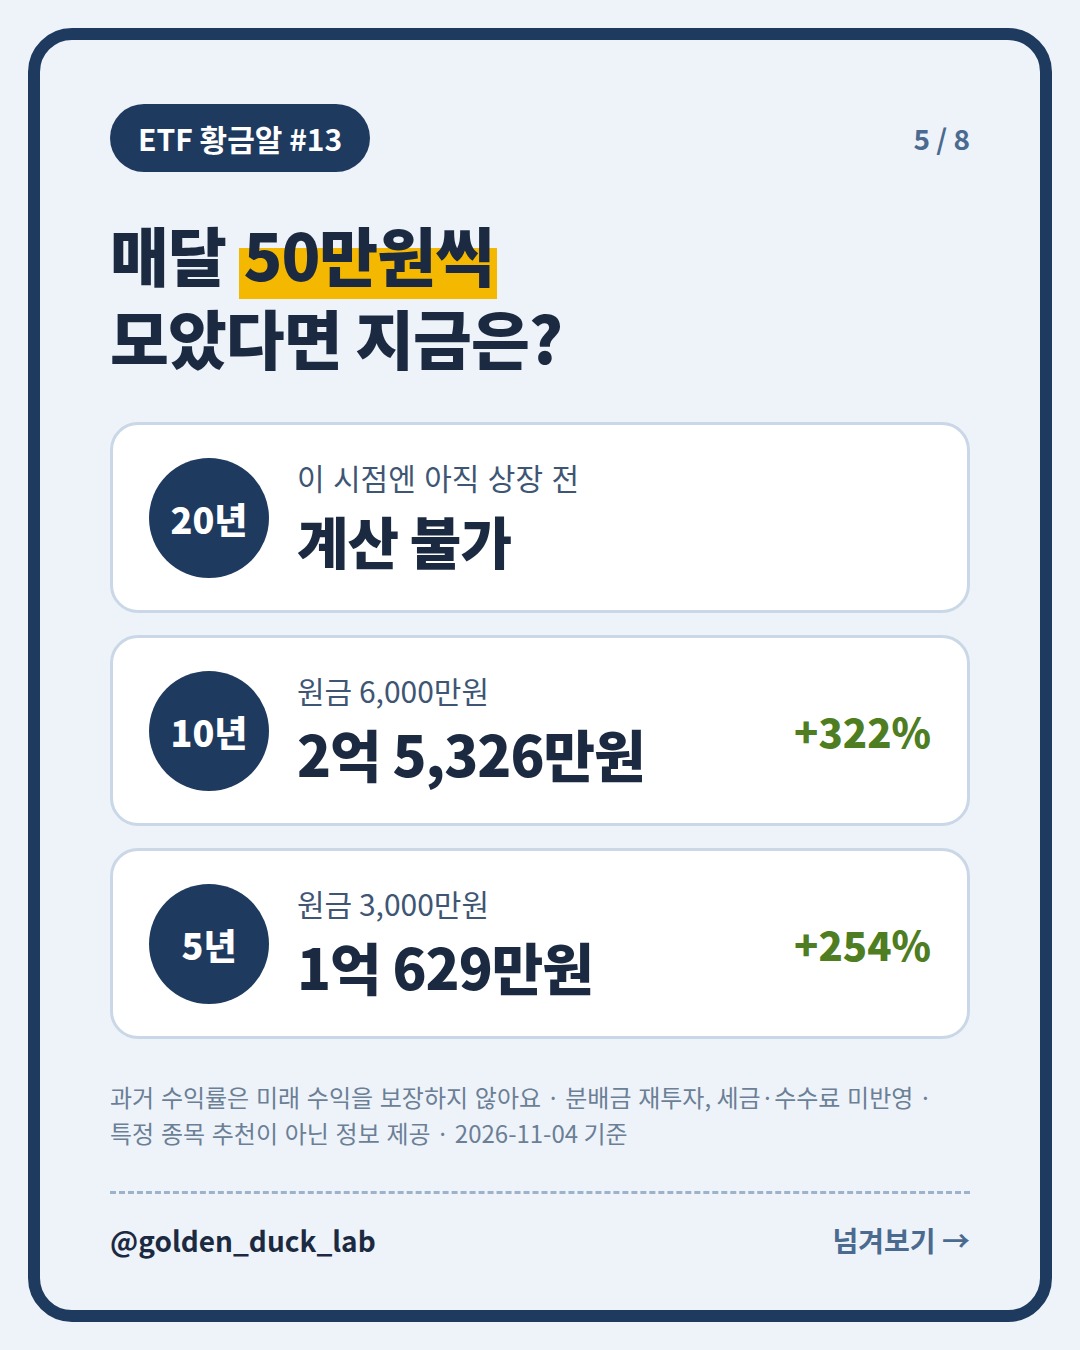 ETF 황금알 #13
5 / 8
매달 50만원씩
모았다면 지금은?
20년
이 시점엔 아직 상장 전
계산 불가
10년
원금 6,000만원
2억 5,326만원
+322%
5년
원금 3,000만원
1억 629만원
+254%
과거 수익률은 미래 수익을 보장하지 않아요 · 분배금 재투자, 세금·수수료 미반영 ·
특정 종목 추천이 아닌 정보 제공 · 2026-11-04 기준
@golden_duck_lab
넘겨보기 →